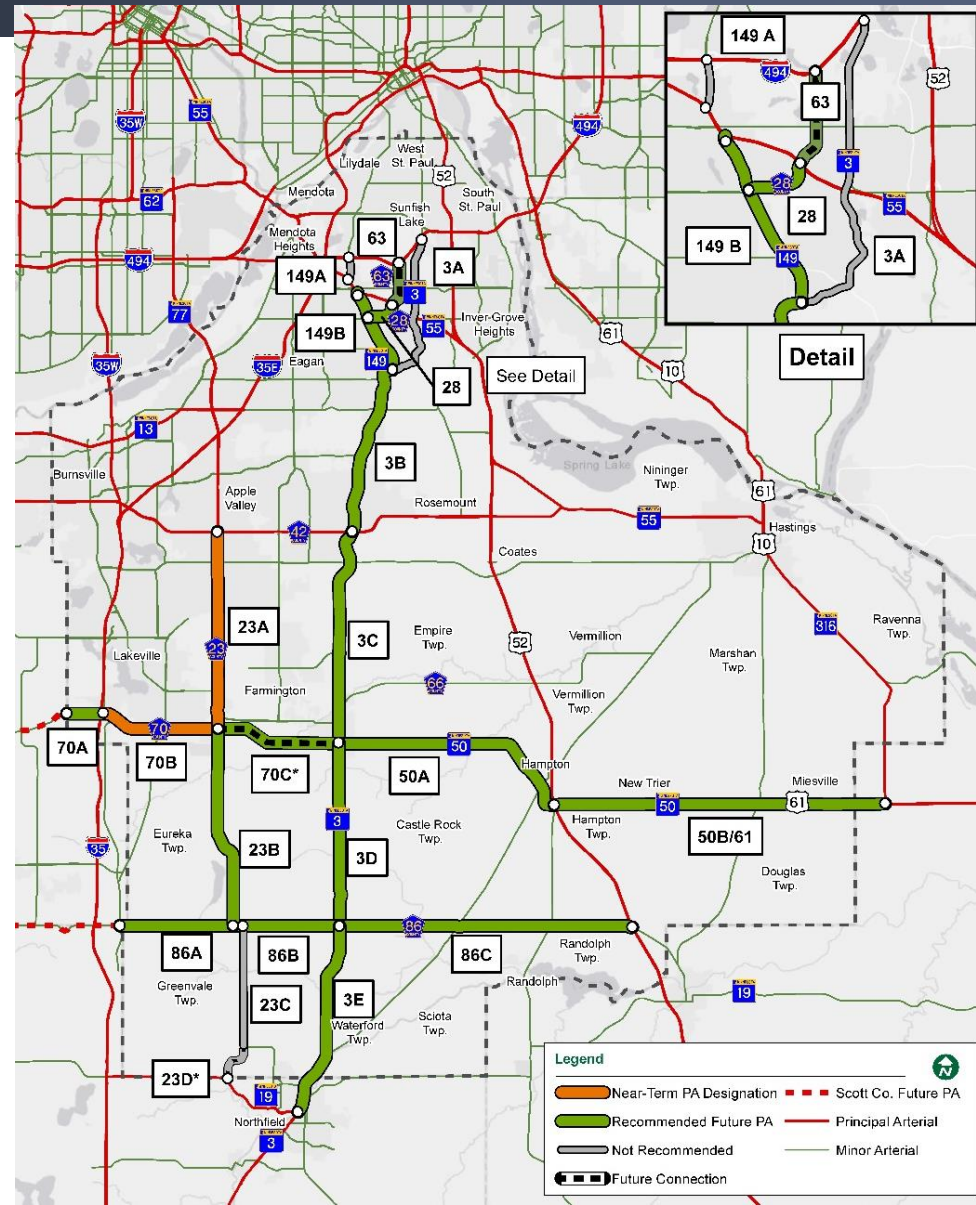 149 A
494
52
63
3
28
55
28
149 B
149
3A
Detail
35W
55
494
Lilydale
West
St. Paul
52
62
Mendota
South
St. Paul
Sunfish
Lake
494
Mendota
Heights
63
3A
149A
63
3
77
28
55
Inver-Grove
Heights
149B
61
35W
35E
Eagan
149
28
See Detail
10
13
3B
Spring Lake
Nininger
Twp.
Burnsville
Apple
Valley
Rosemount
61
42
55
Hastings
10
Coates
23A
3C
Empire
Twp.
52
Vermillion
316
Ravenna
Twp.
Lakeville
23
Marshan
Twp.
Farmington
66
Vermillion
Twp.
70
50
70A
70B
70C*
50A
Hampton
New Trier
Miesville
50
61
3
Hampton
Twp.
35
Eureka
Twp.
23B
3D
Castle Rock
Twp.
50B/61
Douglas
Twp.
86
86A
86B
86C
Randolph
Twp.
Greenvale
Twp.
23C
3E
Randolph
Waterford
Twp.
Sciota
Twp.
19
23D*
19
Northfield
3
Legend
N
Near-Term PA Designation
Scott Co. Future PA
Recommended Future PA
Principal Arterial
Not Recommended
Minor Arterial
Future Connection